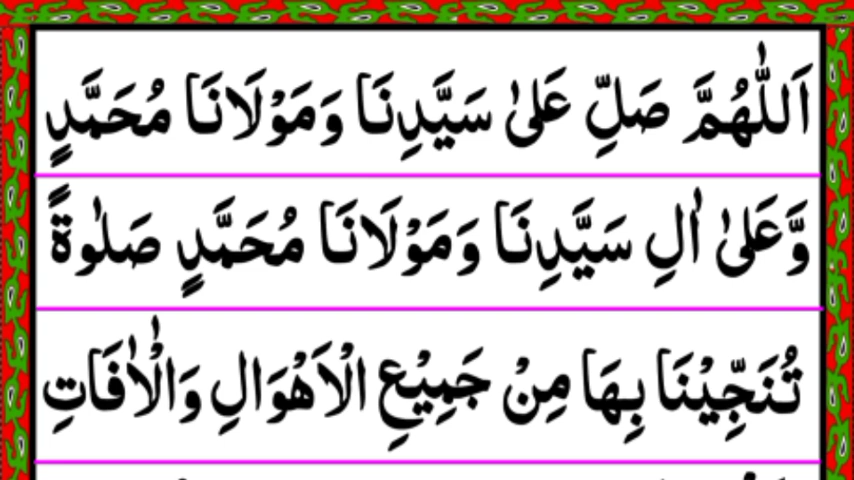 اَللّٰهُمَّ صَلِّ عَلٰی سَیَّدِنَا وَمَوْلَانَا مُحَمَّدٍ
وَّعَلٰی اٰلِ سَیَّدِنَا وَمَوْلَانَا مُحَمَّدٍ صَلٰوةً
تُنَجِّیْنَا بِهَا مِنْ جَمِیْعِ الْاَهْوَالِ وَالْاٰفَاتِ